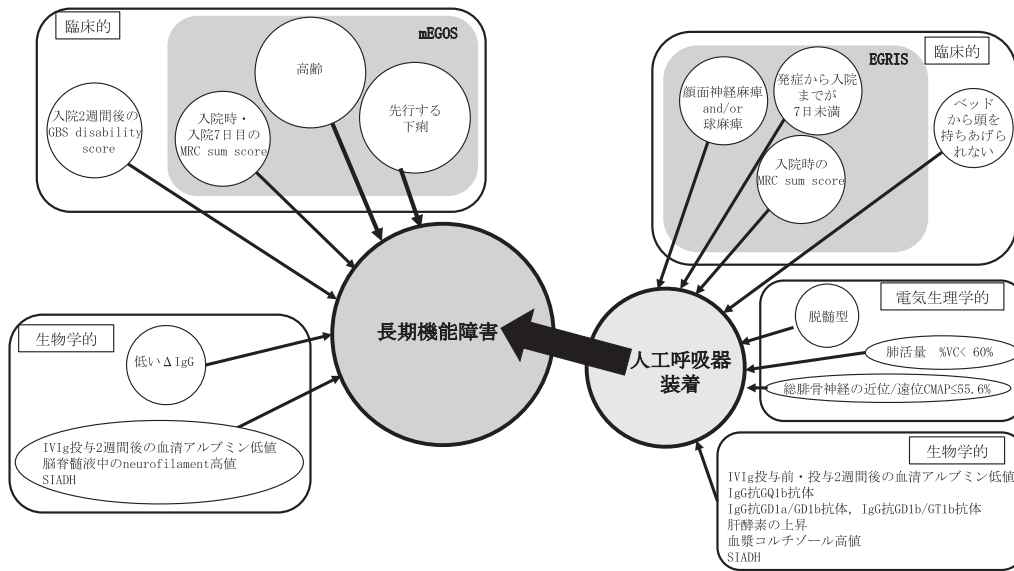 臨床的
mEGOS
高齢
先行する
下痢
入院時・
入院7日目の
MRC sum score
入院2週間後の
GBS disability
score
臨床的
EGRIS
顔面神経麻痺
and/or
球麻痺
発症から入院
までが
7日未満
入院時の
MRC sum score
ベッド
から頭を
持ちあげら
れない
長期機能障害
人工呼吸器
装着
生物学的
低いΔIgG
IVIg投与2週間後の血清アルブミン低値
脳脊髄液中のneurofilament高値
SIADH
電気生理学的
脱髄型
肺活量 %VC< 60%
総腓骨神経の近位/遠位CMAP≤55.6%
生物学的
IVIg投与前・投与2週間後の血清アルブミン低値
IgG抗GQ1b抗体
IgG抗GD1a/GD1b抗体, IgG抗GD1b/GT1b抗体
肝酵素の上昇
血漿コルチゾール高値
SIADH